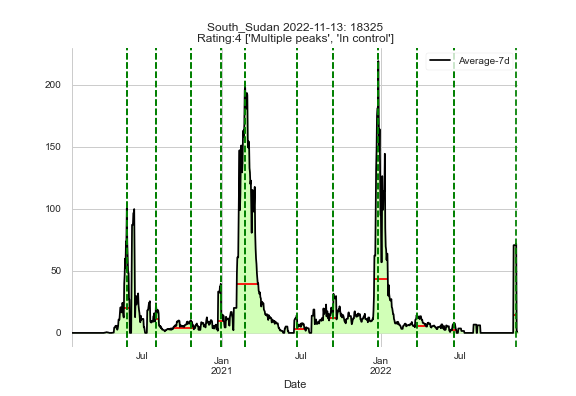 South_Sudan 2022-11-13: 18325
Rating:4 ['Multiple peaks', 'In control']
Average-7d
200
150
100
50
0
Jul
Jan
2021
Jul
Jan
2022
Jul
Date